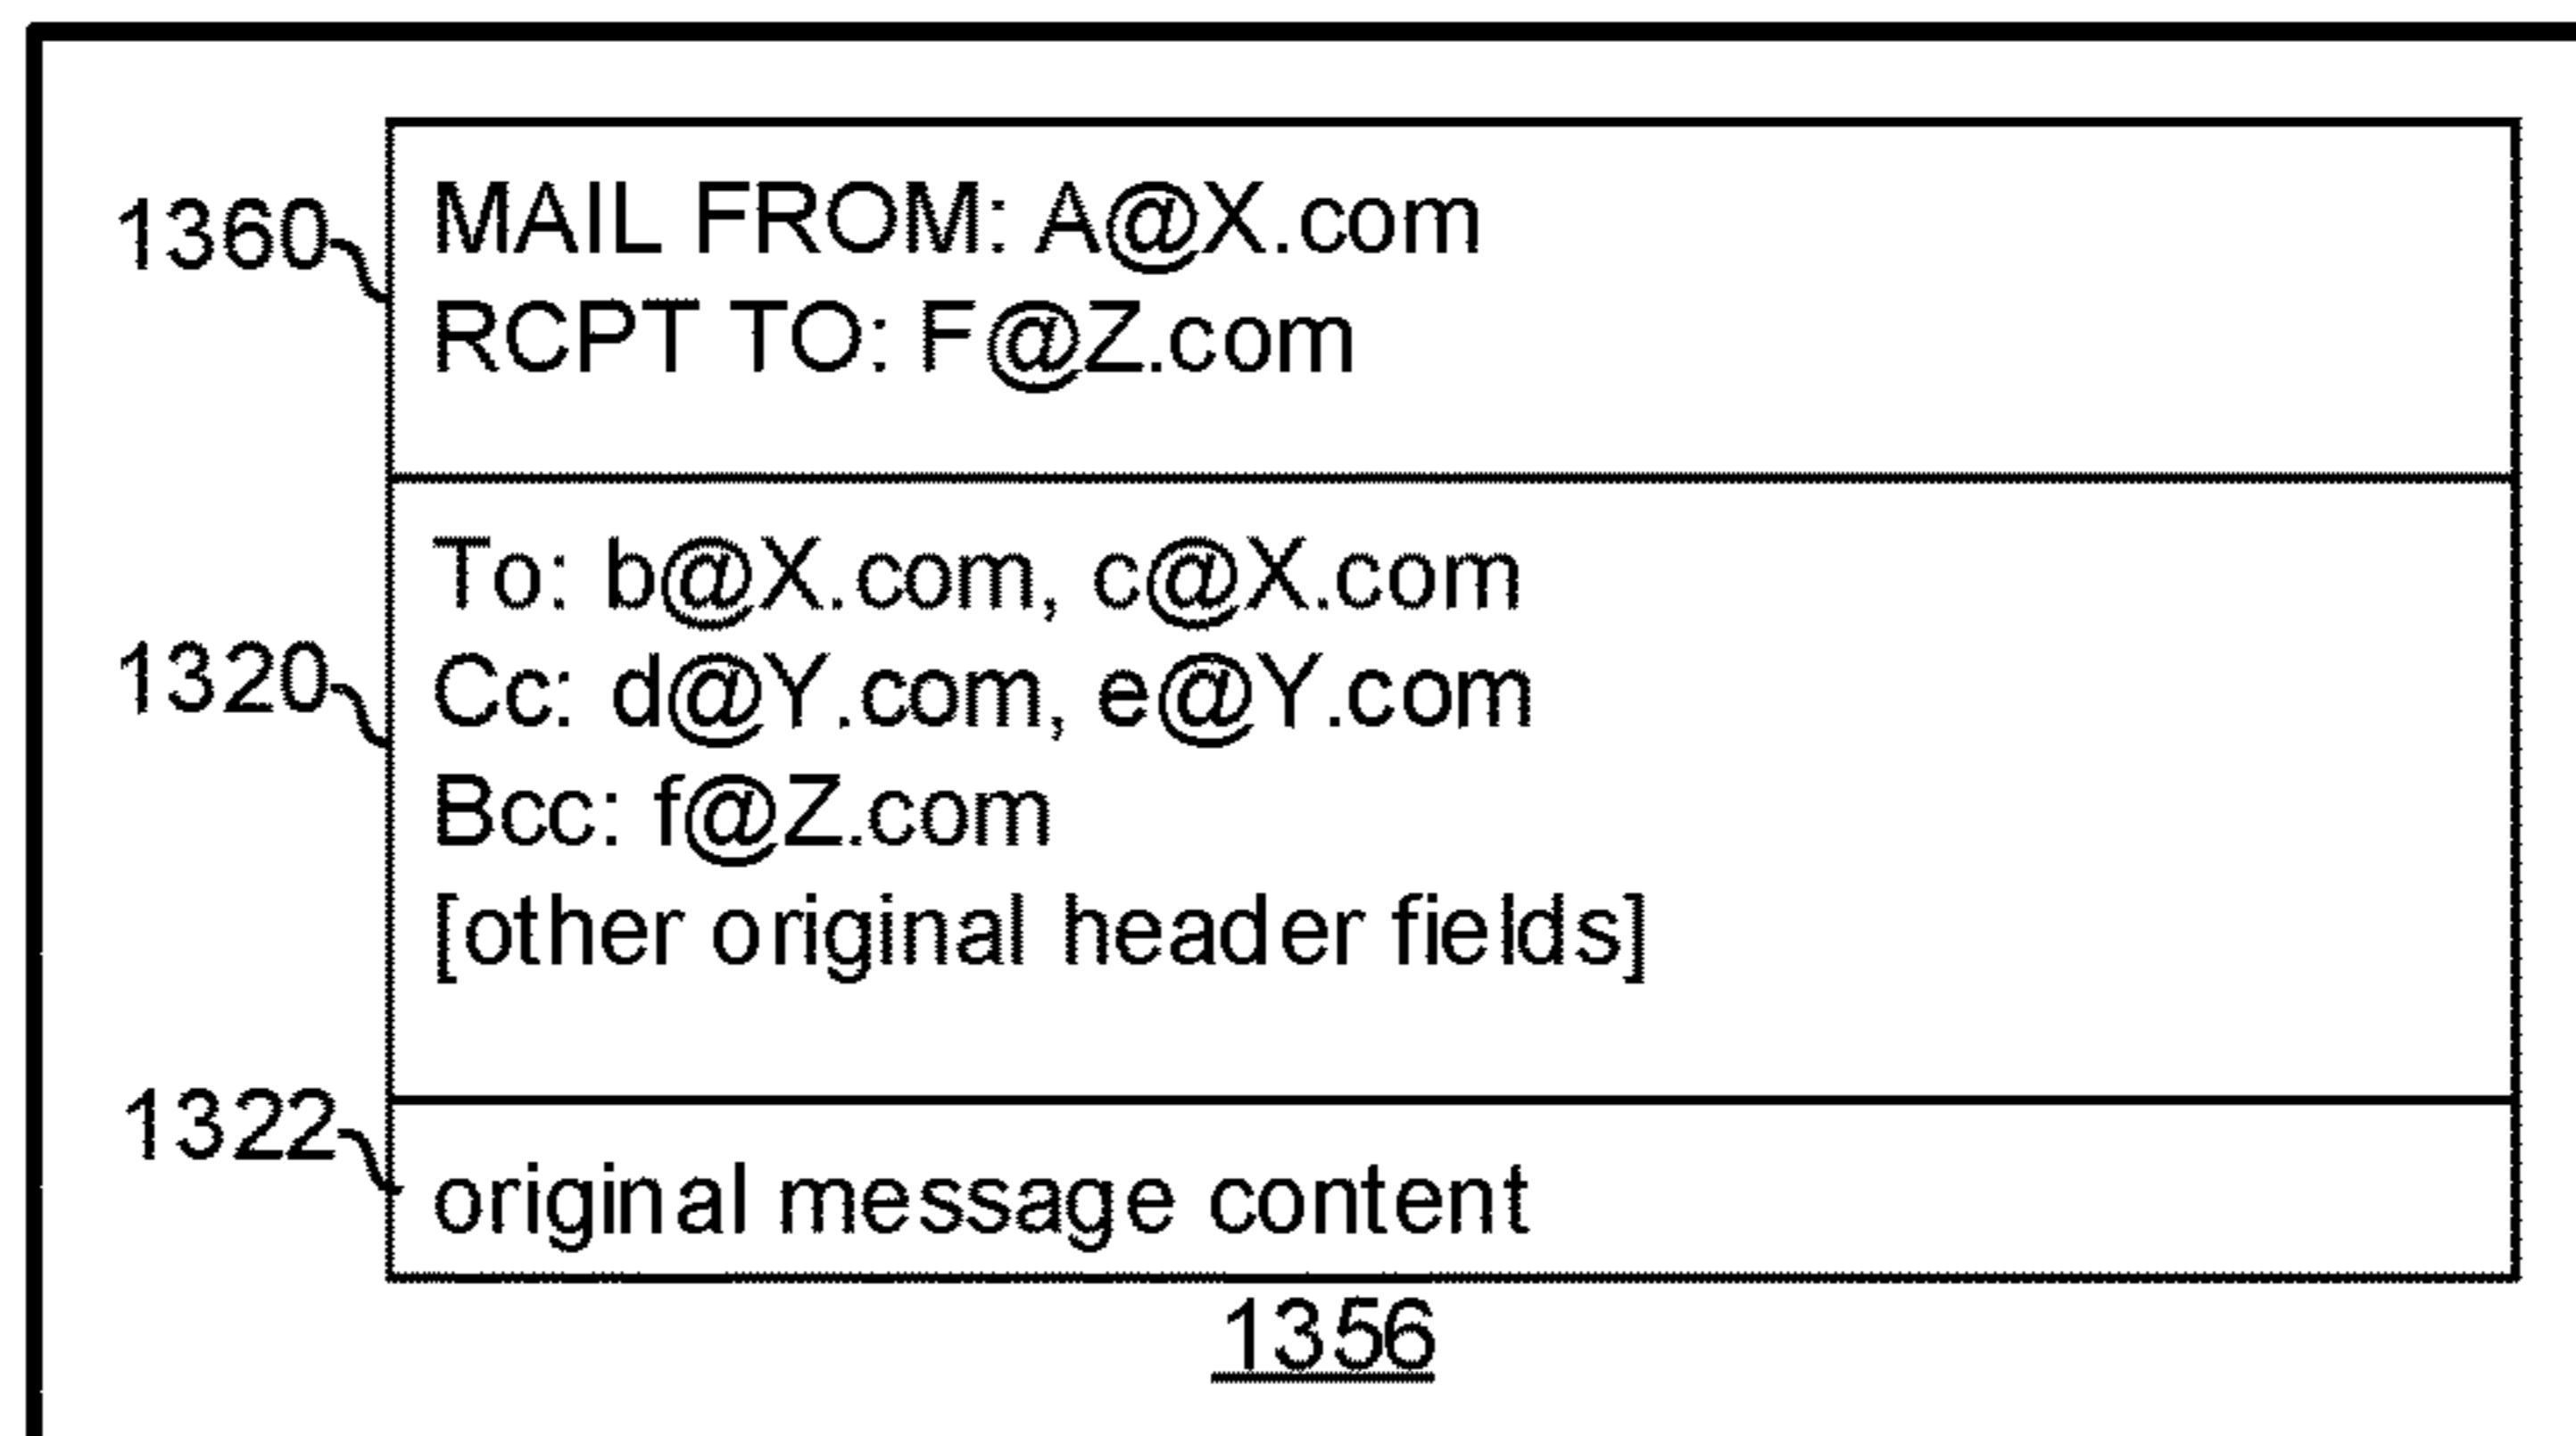 1360
MAIL FROM: A@X.com
RCPT TO: F@Z.com
1320
To: b@X.com, c@X.com
Cc: d@Y.com, e@Y.com
Bcc: f@Z.com
[other original header fields]
1322
original message content
1356